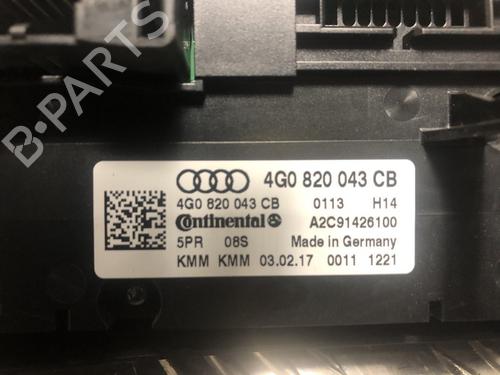 B-PARTS
4G0 820 043 CB
4G0 820 043 CB 0113 H14
Continental A2C91426100
5PR 08S Made in Germany
KMM KMM 03.02.17 0011 1221